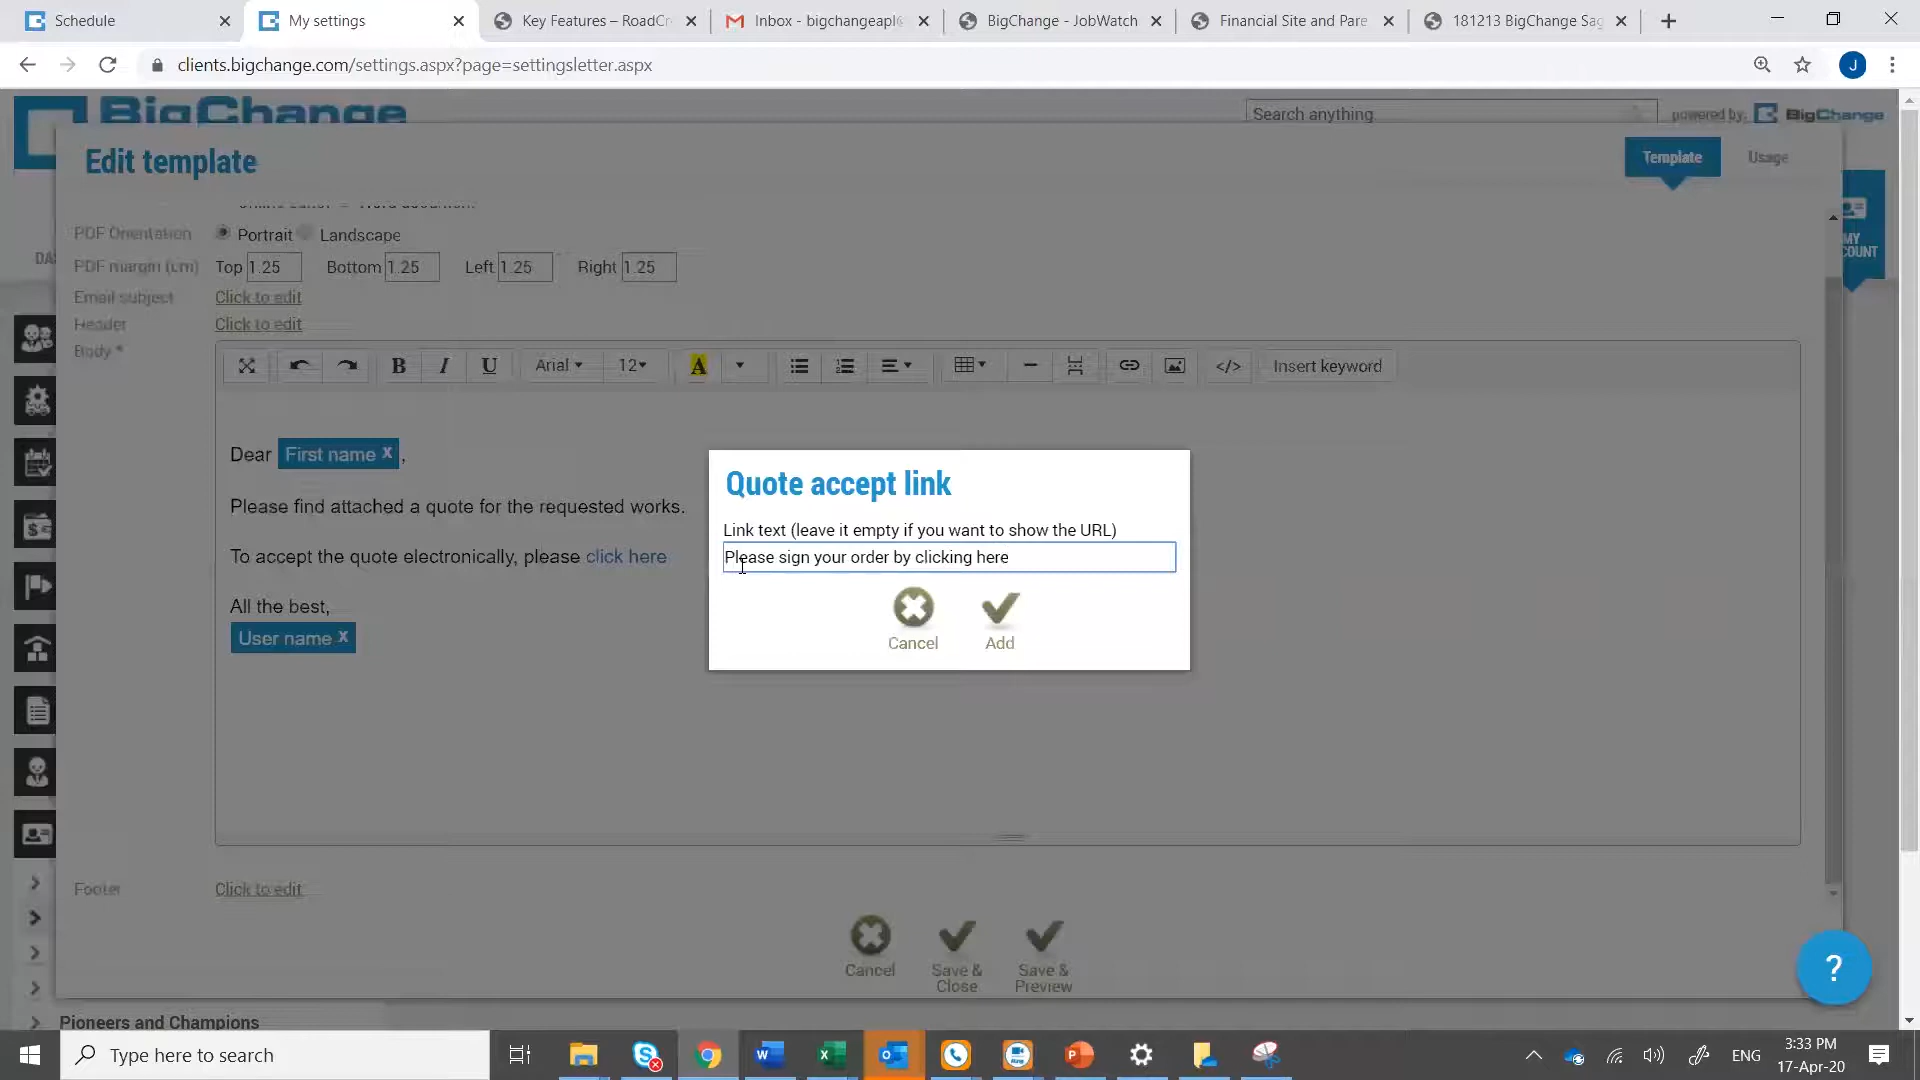 Schedule
My settings
Key Features – RoadCr
Inbox - bigchangeapl@
BigChange - JobWatch
Financial Site and Pare
181213 BigChange Sag
clients.bigchange.com/settings.aspx?page=settingsletter.aspx
J
BigChange
Search anything
powered by: BigChange
Edit template
Template
Usage
MY
PDF Orientation
Portrait
Landscape
PDF margin (cm)
Top 1.25 Bottom 1.25 Left 1.25 Right 1.25
Email subject
Click to edit
Header
Click to edit
Body *
B I U Arial 12 A </> Insert keyword
Dear First name x ,
Please find attached a quote for the requested works.
To accept the quote electronically, please click here
All the best,
User name x
Quote accept link
Link text (leave it empty if you want to show the URL)
Please sign your order by clicking here
Cancel
Add
Footer
Click to edit
Cancel
Save & Close
Save & Preview
?
Pioneers and Champions
Type here to search
ENG
3:33 PM
17-Apr-20